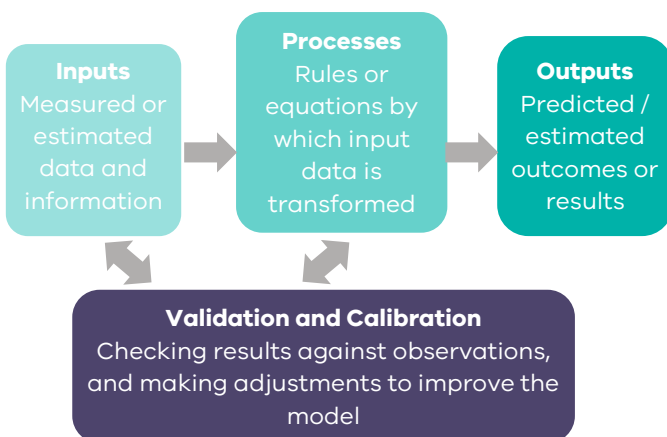 Inputs
Measured or
estimated
data and
information
Processes
Rules or
equations by
which input
data is
transformed
Outputs
Predicted /
estimated
outcomes or
results
Validation and Calibration
Checking results against observations,
and making adjustments to improve the
model